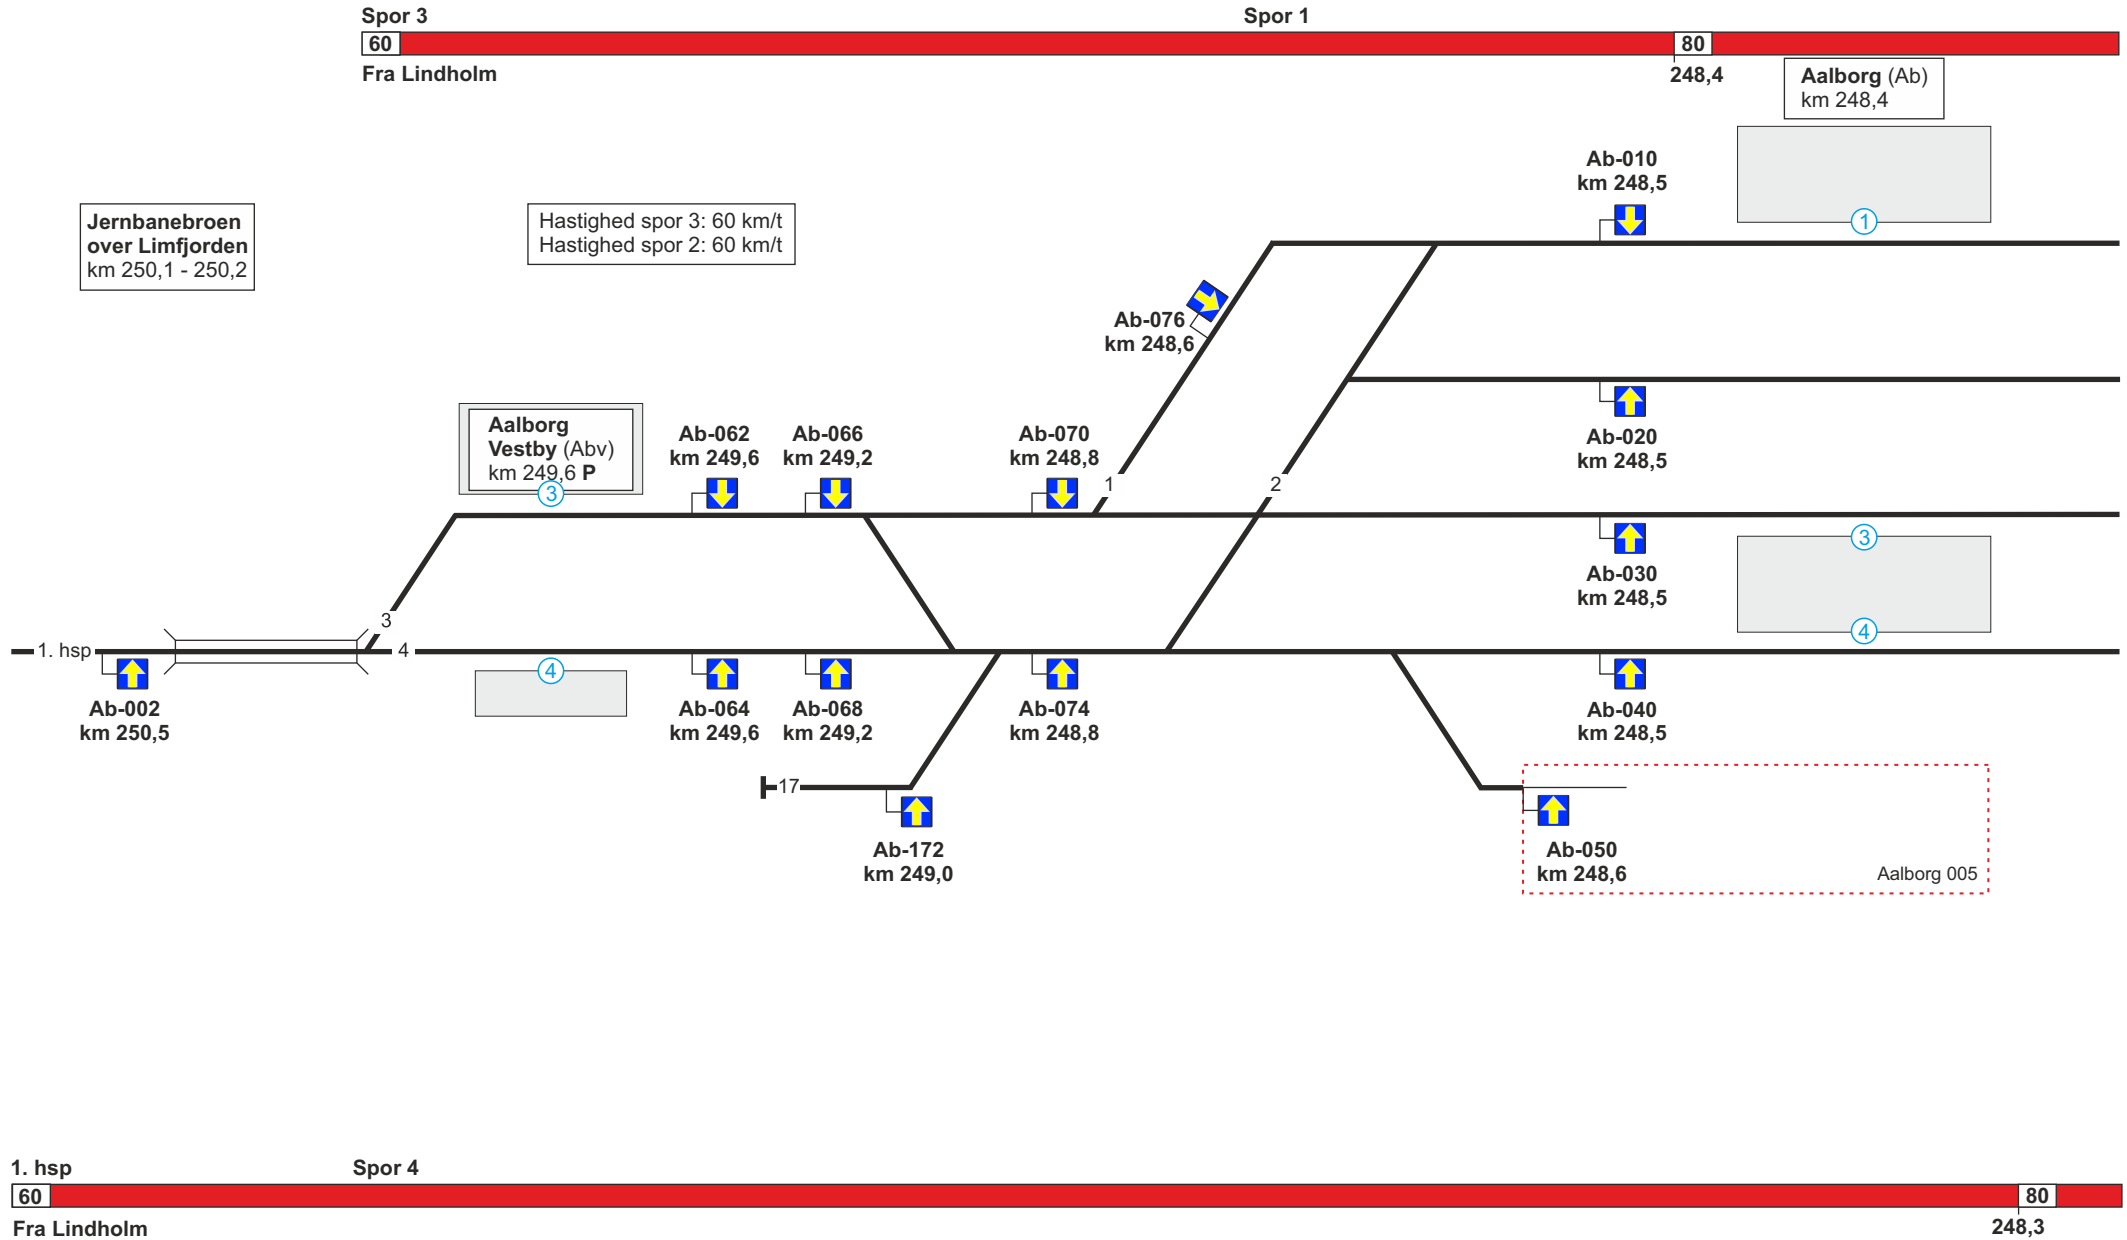 Spor 3
Spor 1
60
80
Fra Lindholm
248,4
Aalborg (Ab)
km 248,4
Ab-010
km 248,5
1
Jernbanebroen
over Limfjorden
km 250,1 - 250,2
Hastighed spor 3: 60 km/t
Hastighed spor 2: 60 km/t
Ab-076
km 248,6
Aalborg
Vestby (Abv)
km 249,6 P
3
Ab-062
km 249,6
Ab-066
km 249,2
Ab-070
km 248,8
1
2
Ab-020
km 248,5
3
Ab-030
km 248,5
4
3
1. hsp
4
4
Ab-002
km 250,5
Ab-064
km 249,6
Ab-068
km 249,2
Ab-074
km 248,8
Ab-040
km 248,5
17
Ab-172
km 249,0
Ab-050
km 248,6
Aalborg 005
1. hsp
Spor 4
60
80
Fra Lindholm
248,3